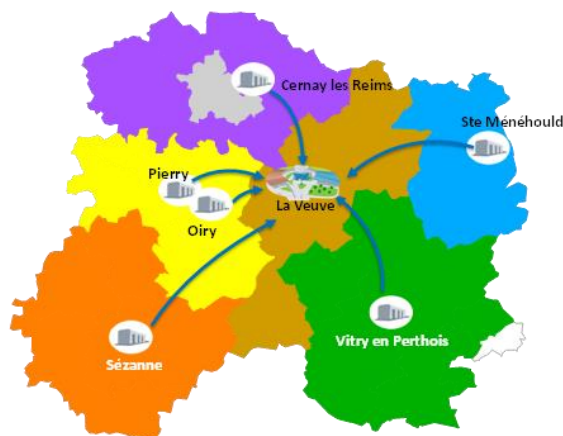 Cernay les Reims
Ste Ménéhould
Pierry
La Veuve
Oiry
Vitry en Perthois
Sézanne